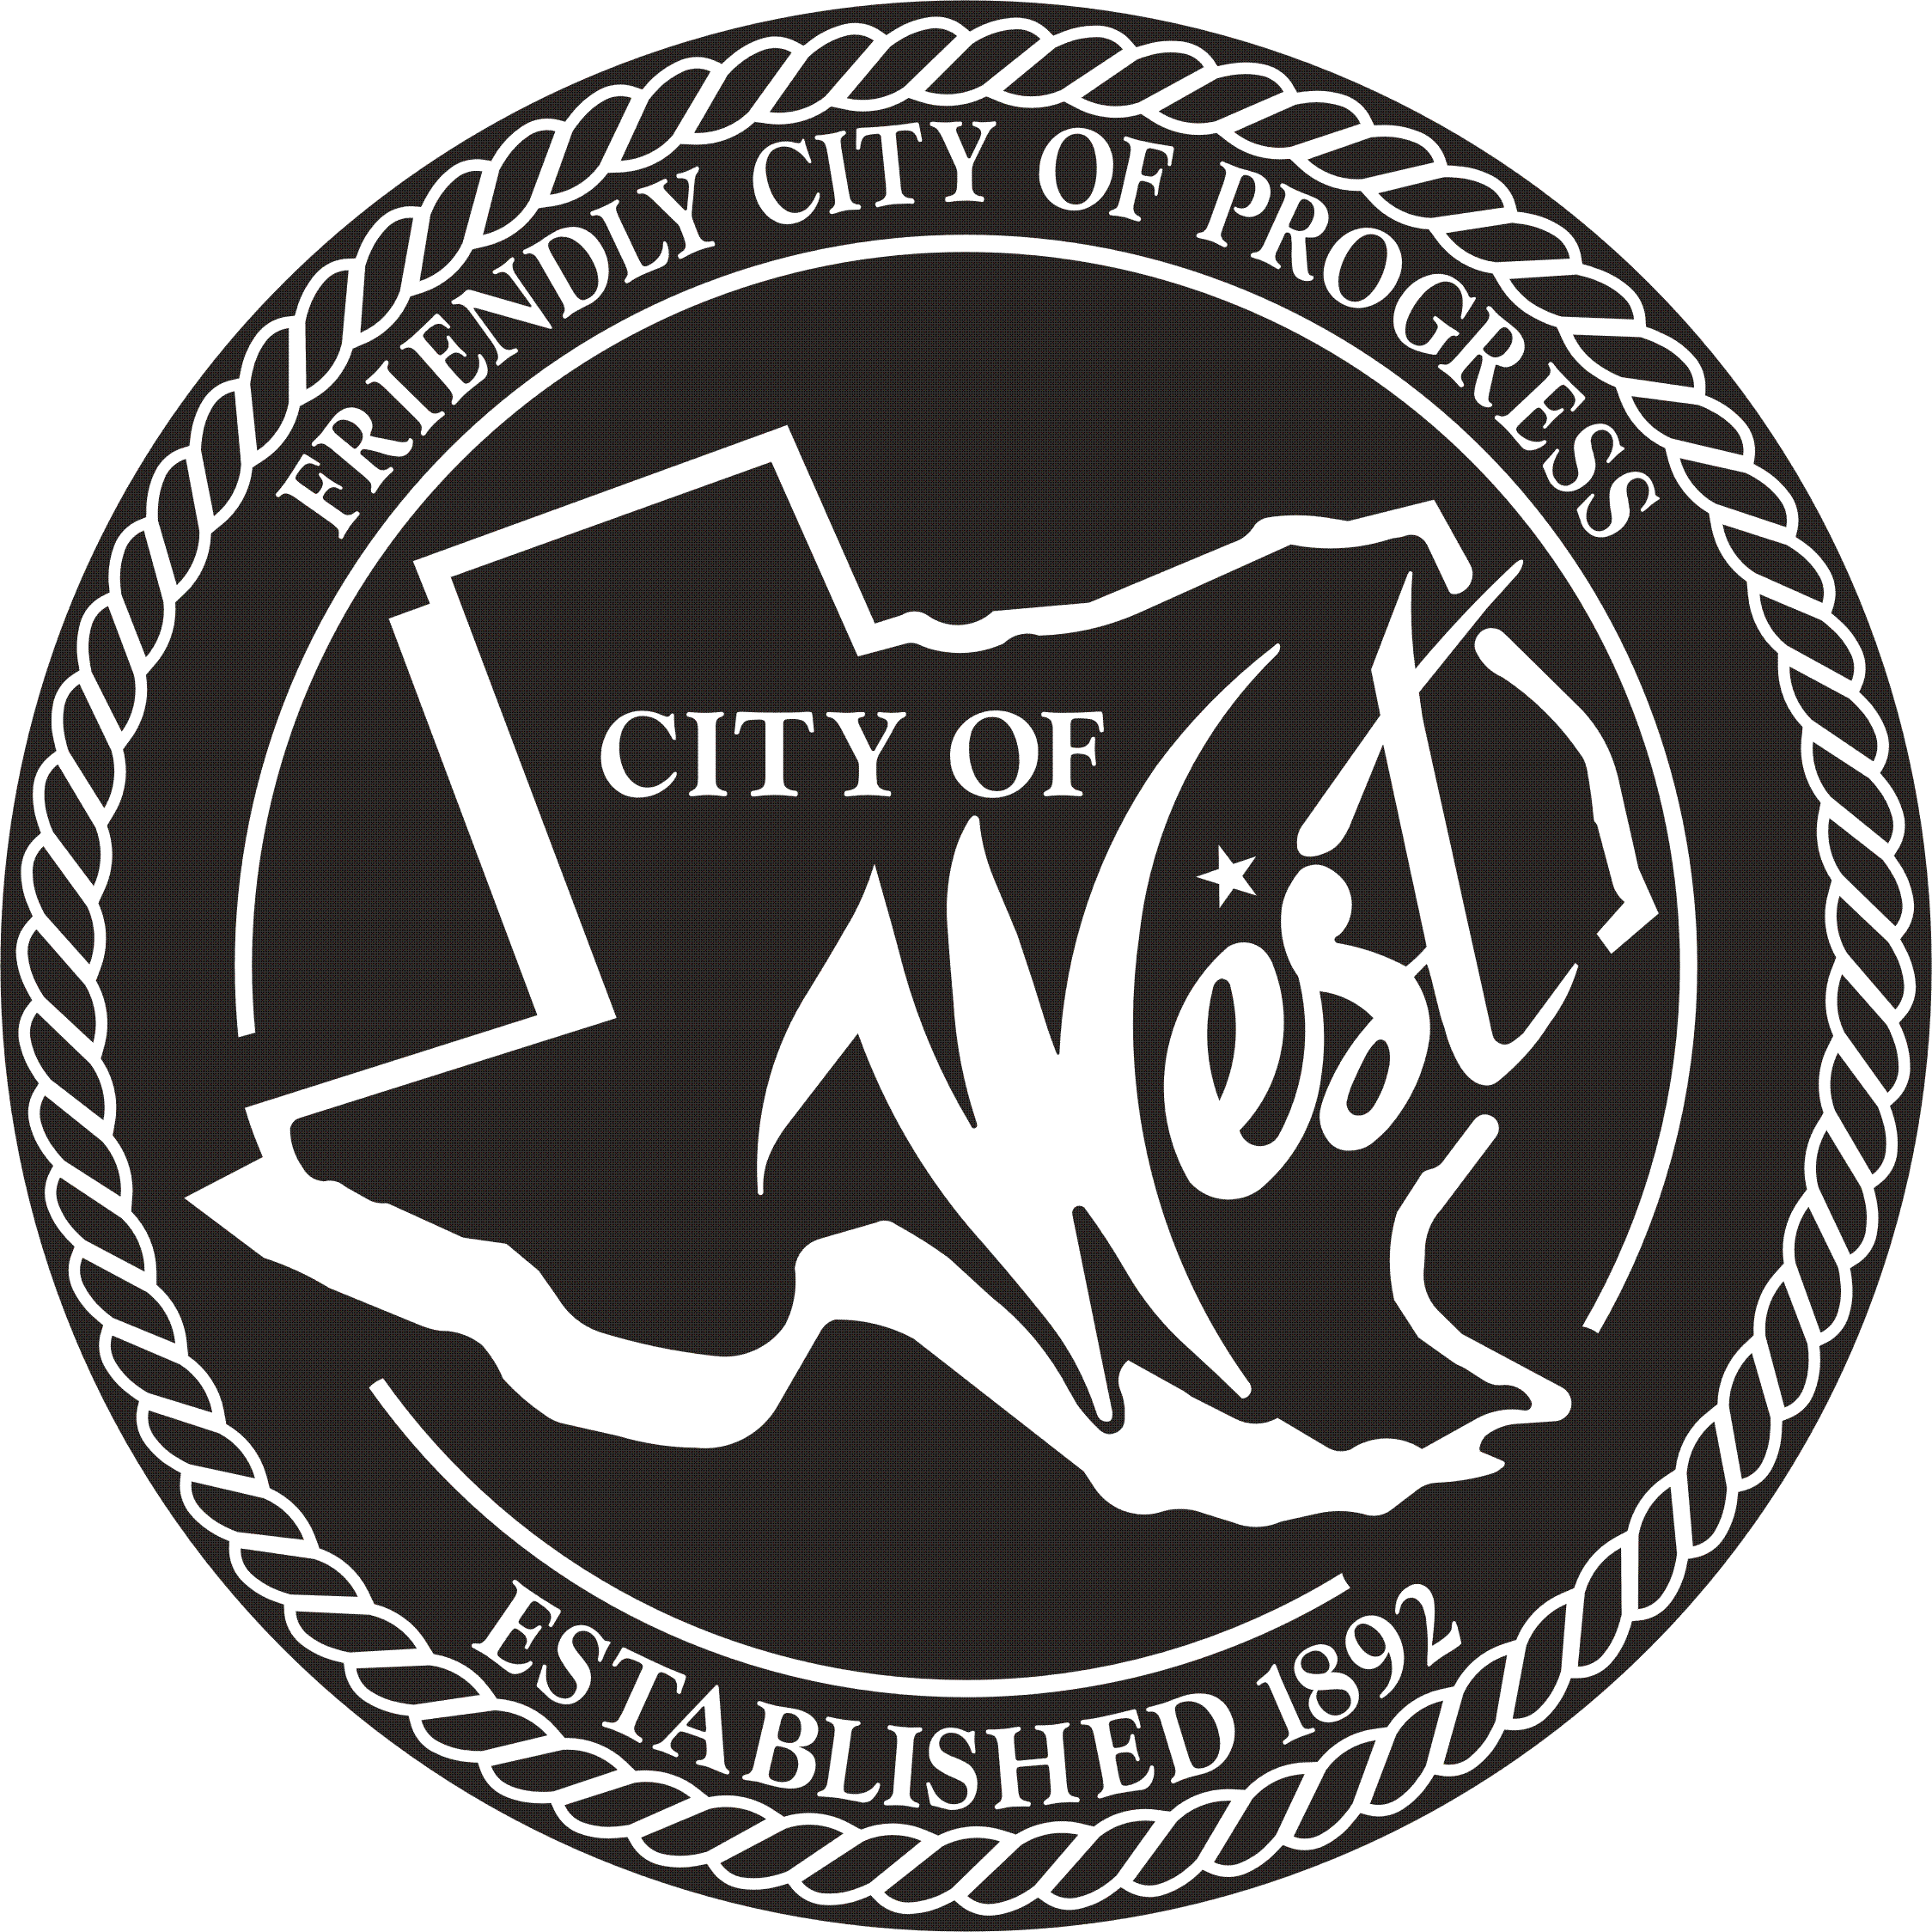 FRIENDLY CITY OF PROGRESS
CITY OF
West
ESTABLISHED 1892